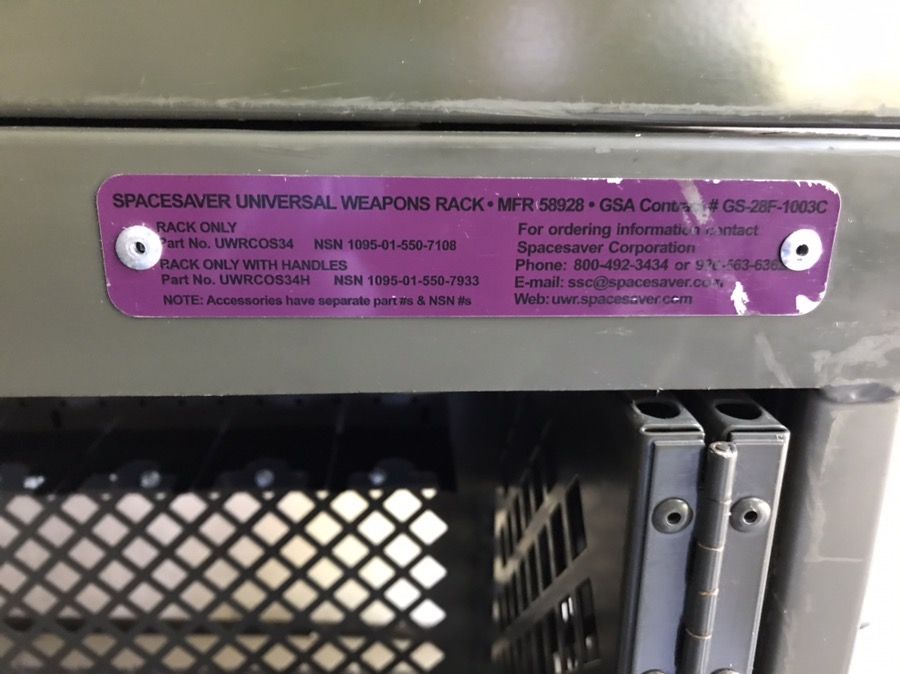 SPACESAVER UNIVERSAL WEAPONS RACK • MFR 58928 • GSA Contract # GS-28F-1003C
RACK ONLY
Part No. UWRCOS34 NSN 1095-01-550-7108
RACK ONLY WITH HANDLES
Part No. UWRCOS34H NSN 1095-01-550-7933
NOTE: Accessories have separate part #s & NSN #s
For ordering information contact
Spacesaver Corporation
Phone: 800-492-3434 or
E-mail: ssc@spacesaver.com
Web: uwr.spacesaver.com